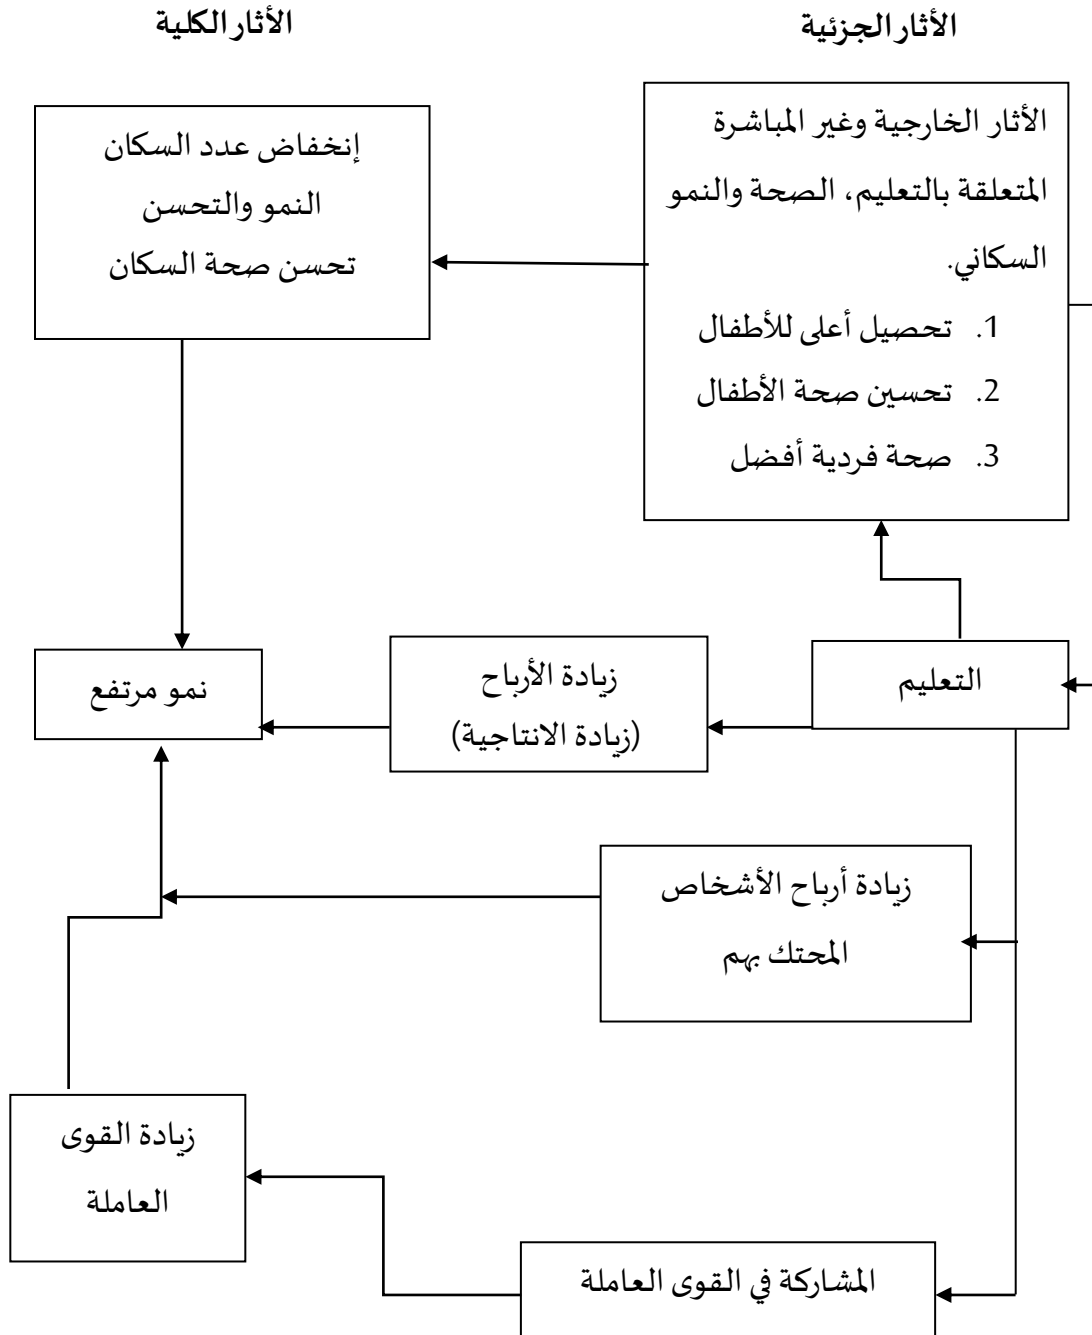 الأثار الجزئية
الأثار الكلية
الأثار الخارجية وغير المباشرة
المتعلقة بالتعليم، الصحة والنمو
السكاني.
1. تحصيل أعلى للأطفال
2. تحسين صحة الأطفال
3. صحة فردية أفضل
إنخفاض عدد السكان
النمو والتحسن
تحسن صحة السكان
التعليم
زيادة الأرباح
(زيادة الانتاجية)
نمو مرتفع
زيادة أرباح الأشخاص
المحتك بهم
زيادة القوى
العاملة
المشاركة في القوى العاملة